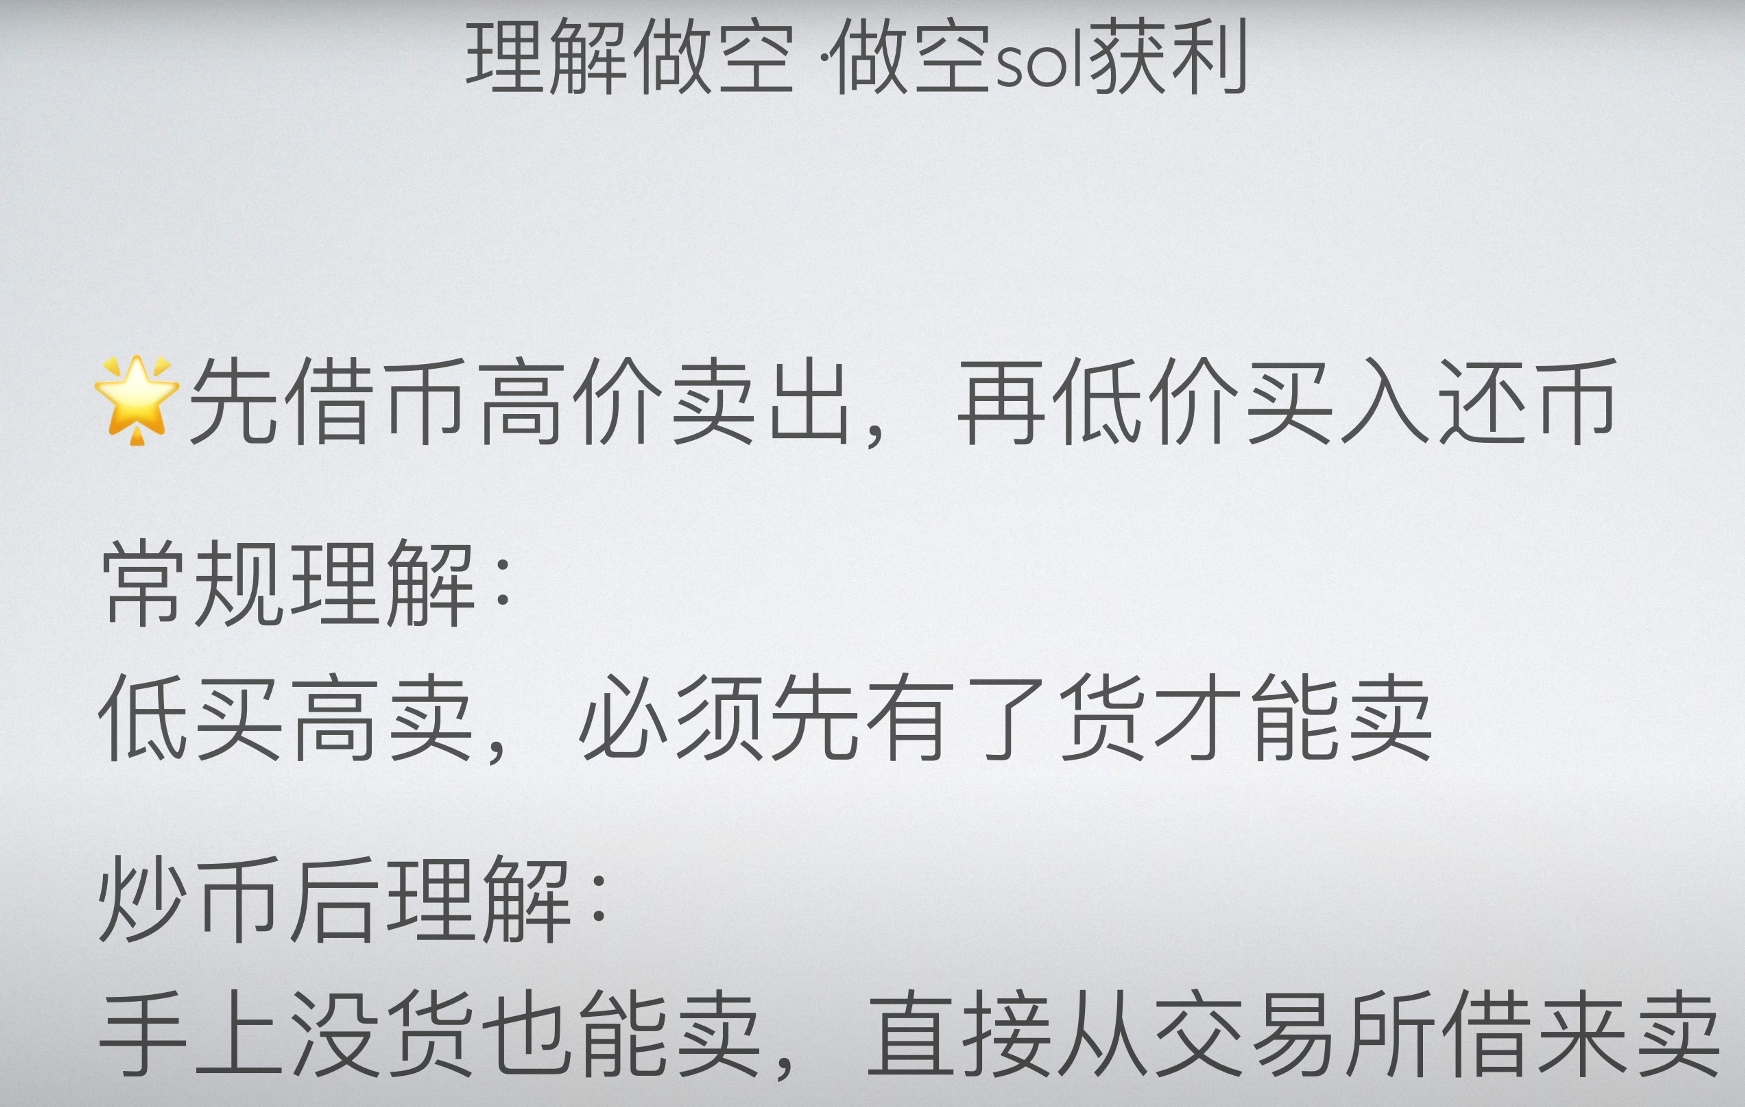 理解做空·做空sol获利
🌟先借币高价卖出，再低价买入还币
常规理解：
低买高卖，必须先有了货才能卖
炒币后理解：
手上没货也能卖，直接从交易所借来卖